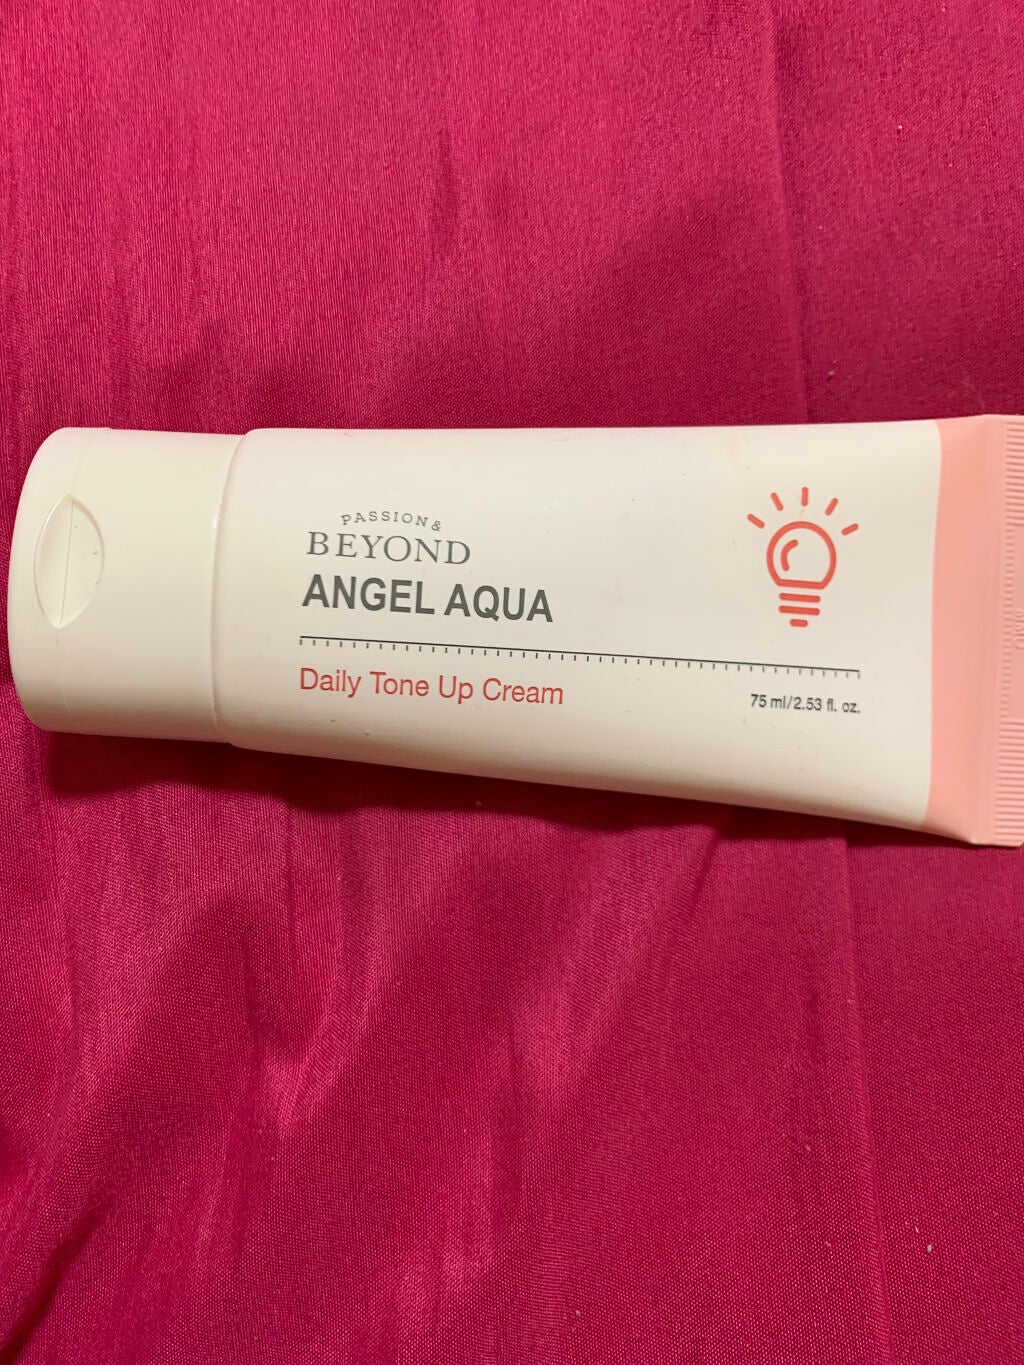 PASSION&
BEYOND
ANGEL AQUA
Daily Tone Up Cream
75 ml/2.53 fl. oz.